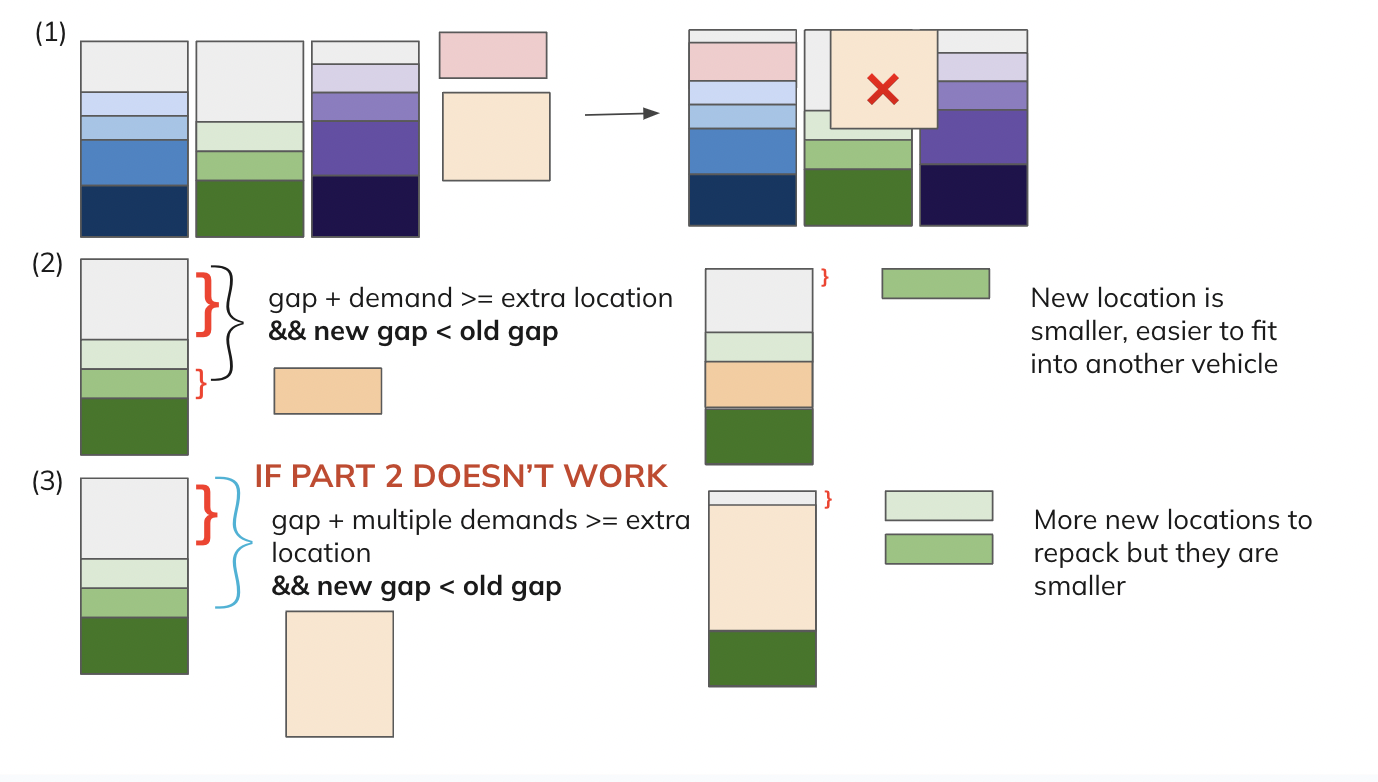 (1)
(2)
gap + demand >= extra location
&& new gap < old gap
New location is
smaller, easier to fit
into another vehicle
(3)
IF PART 2 DOESN’T WORK
gap + multiple demands >= extra
location
&& new gap < old gap
More new locations to
repack but they are
smaller